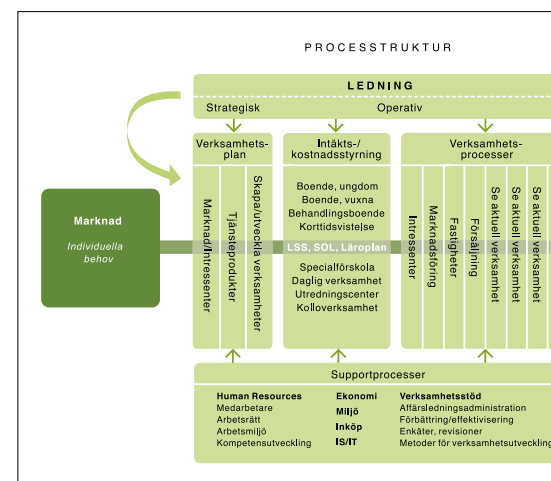 PROCESSTRUKTUR
LEDNING
Strategisk
Operativ
Verksamhets-
plan
Marknad/Intressenter
Tjänsteprodukter
Skapa/utveckla verksamheter
Intäkts-/
kostnadsstyrning
Boende, ungdom
Boende, vuxna
Behandlingsboende
Korttidsvistelse
LSS, SOL, Läroplan
Specialförskola
Daglig verksamhet
Utredningscenter
Kolloverksamhet
Verksamhets-
processer
Intressenter
Marknadsföring
Fastigheter
Försäljning
Se aktuell verksamhet
Se aktuell verksamhet
Se aktuell verksamhet
Marknad
Individuella
behov
Supportprocesser
Human Resources
Medarbetare
Arbetsrätt
Arbetsmiljö
Kompetensutveckling
Ekonomi
Miljö
Inköp
IS/IT
Verksamhetsstöd
Affärsledningsadministration
Förbättring/effektivisering
Enkäter, revisioner
Metoder för verksamhetsutveckling